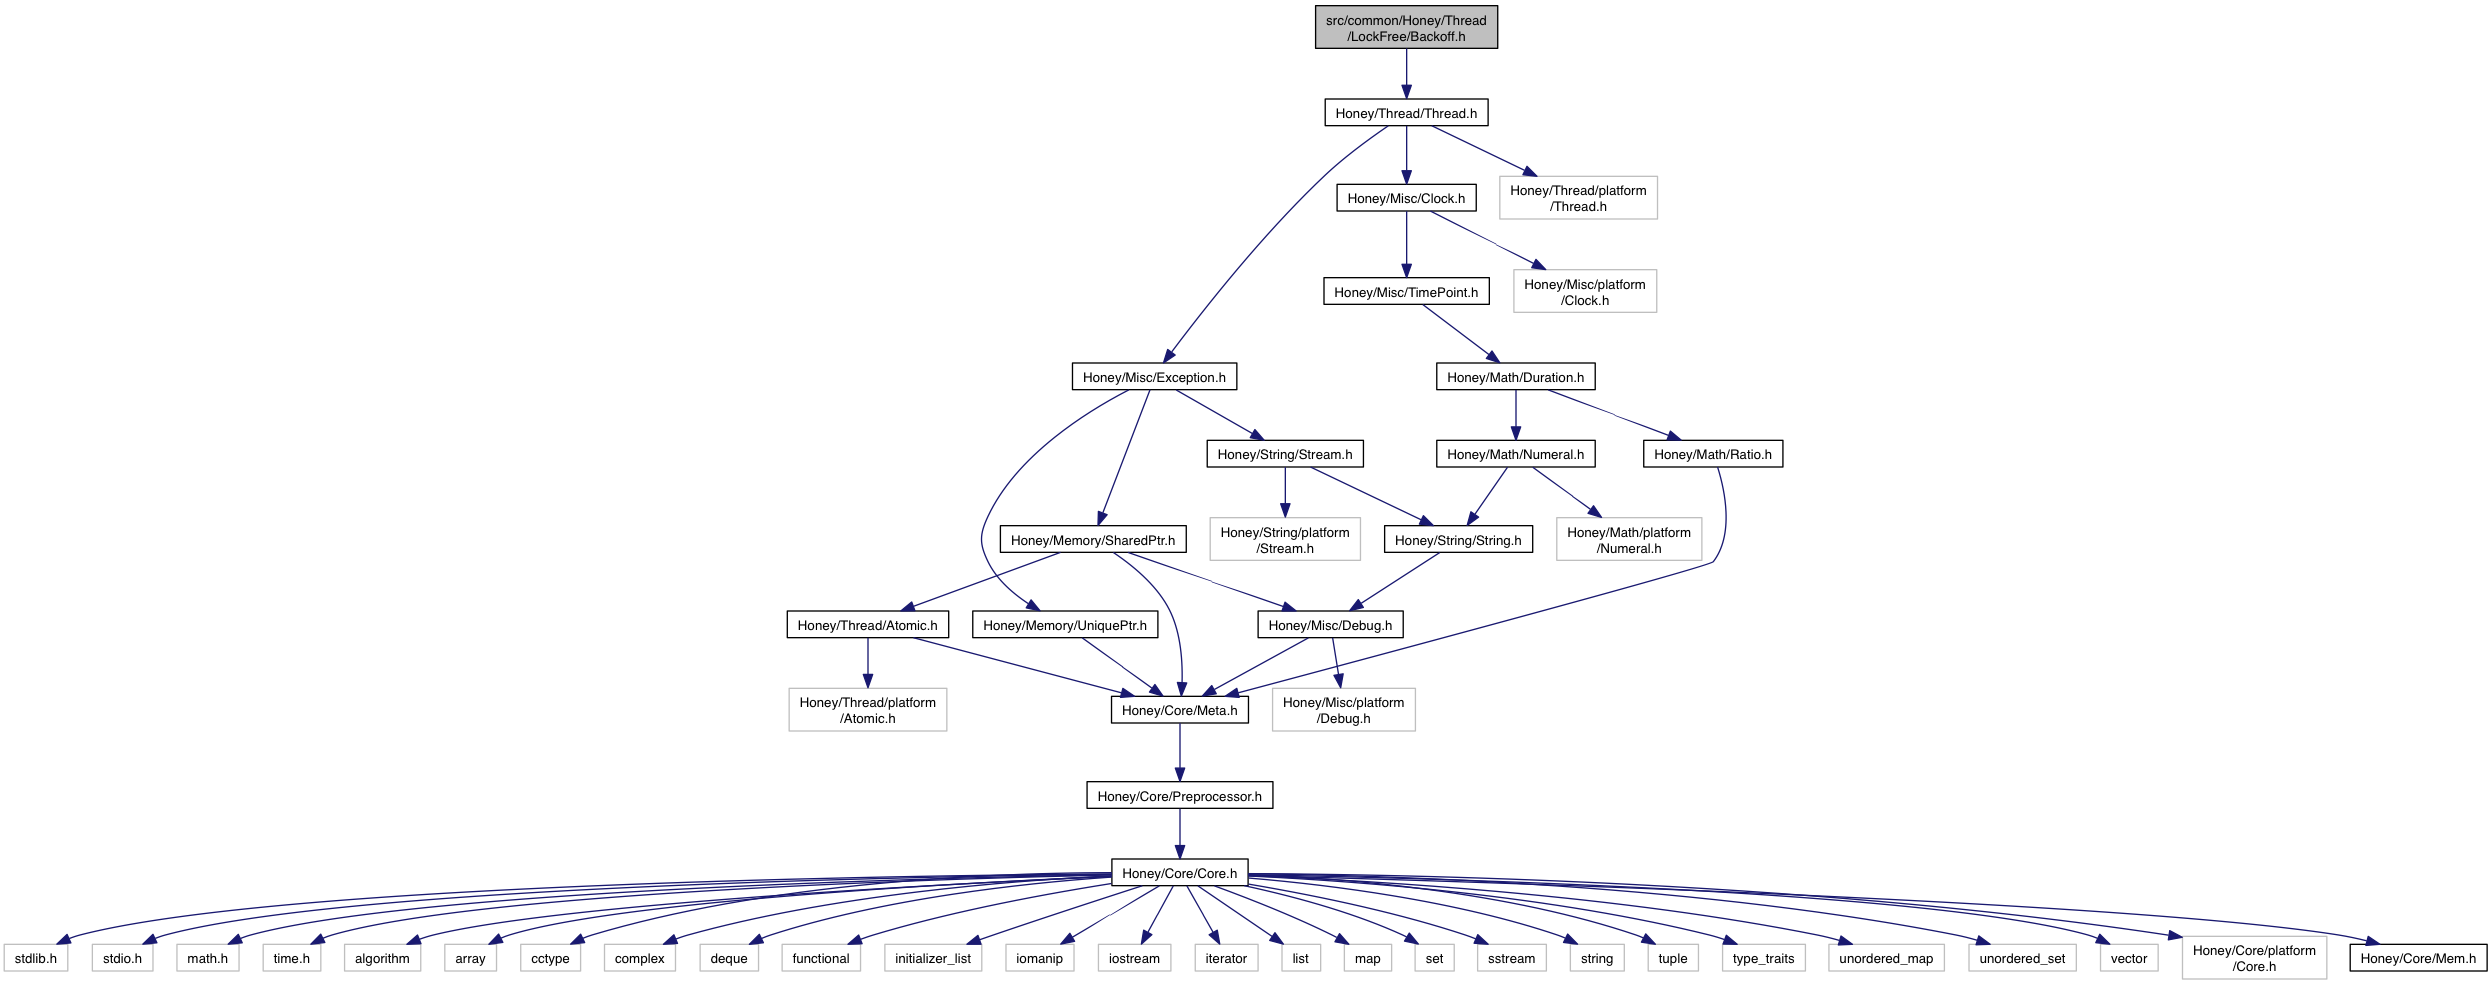 src/common/Honey/Thread
/LockFree/Backoff.h
Honey/Thread/Thread.h
Honey/Misc/Clock.h
Honey/Thread/platform
/Thread.h
Honey/Misc/TimePoint.h
Honey/Misc/platform
/Clock.h
Honey/Misc/Exception.h
Honey/Math/Duration.h
Honey/String/Stream.h
Honey/Math/Numeral.h
Honey/Math/Ratio.h
Honey/Memory/SharedPtr.h
Honey/String/platform
/Stream.h
Honey/String/String.h
Honey/Math/platform
/Numeral.h
Honey/Thread/Atomic.h
Honey/Memory/UniquePtr.h
Honey/Misc/Debug.h
Honey/Thread/platform
/Atomic.h
Honey/Core/Meta.h
Honey/Misc/platform
/Debug.h
Honey/Core/Preprocessor.h
Honey/Core/Core.h
stdlib.h
stdio.h
math.h
time.h
algorithm
array
cctype
complex
deque
functional
initializer_list
iomanip
iostream
iterator
list
map
set
sstream
string
tuple
type_traits
unordered_map
unordered_set
vector
Honey/Core/platform
/Core.h
Honey/Core/Mem.h